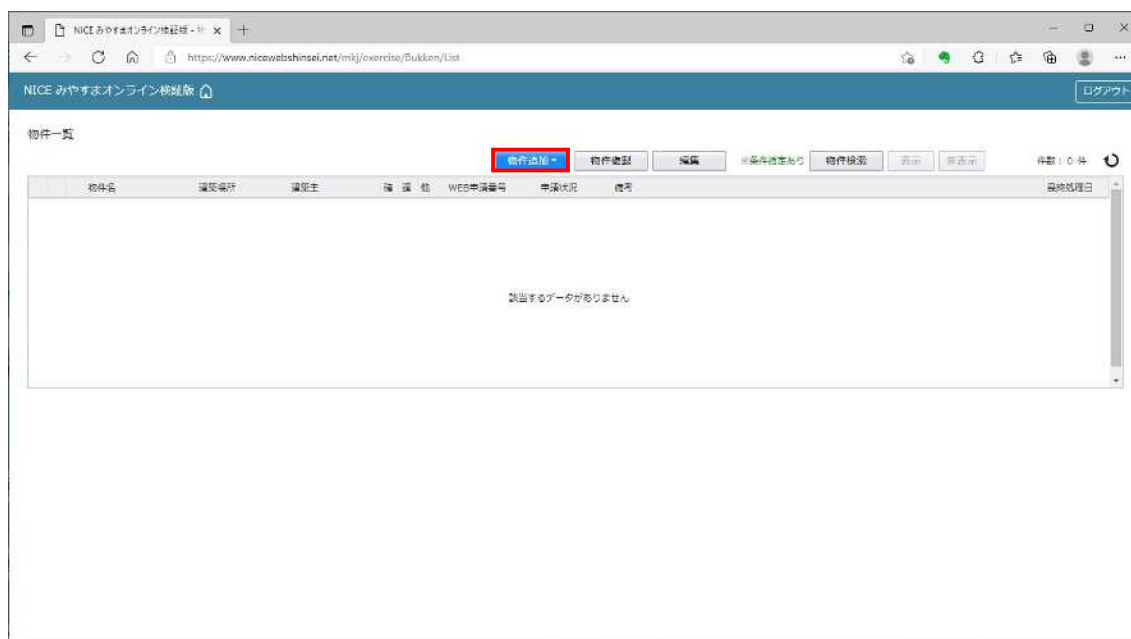 NICE みやすまオンライン検証版 - 物 × +
https://www.nicewebshinsei.net/mkj/exercise/Bukken/List
NICE みやすまオンライン検証版 ログアウト
物件一覧
物件追加 物件複製 編集 ※条件指定あり 物件検索 表示 非表示 件数：0 件
物件名 建築場所 建築主 確 適 他 WEB申請番号 申請状況 備考 最終処理日
該当するデータがありません